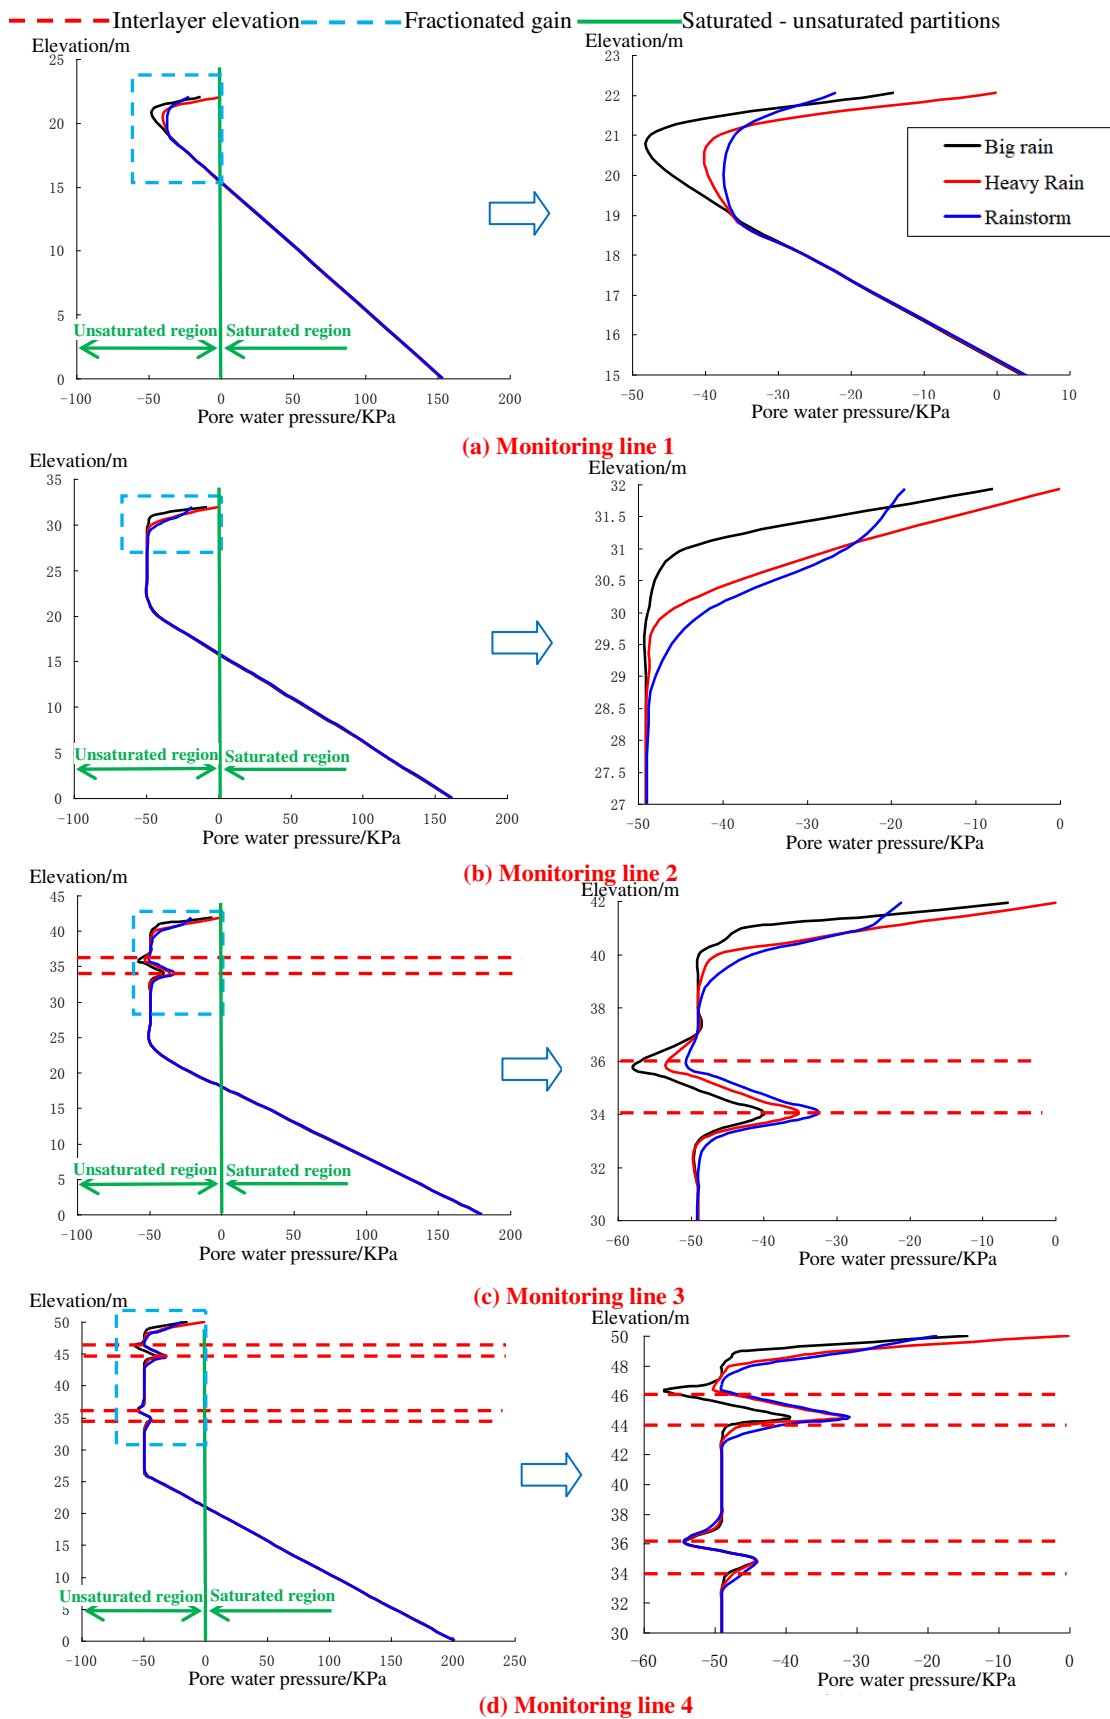 Interlayer elevation Fractionated gain Saturated - unsaturated partitions
Elevation/m
25
20
15
10
5
0
-100 -50 0 50 100 150 200
Unsaturated region Saturated region
Pore water pressure/KPa
23
22
21
20
19
18
17
16
15
-50 -40 -30 -20 -10 0 10
Big rain
Heavy Rain
Rainstorm
Pore water pressure/KPa
(a) Monitoring line 1
Elevation/m
35
30
25
20
15
10
5
0
-100 -50 0 50 100 150 200
Unsaturated region Saturated region
Pore water pressure/KPa
Elevation/m
32
31.5
31
30.5
30
29.5
29
28.5
28
27.5
27
-50 -40 -30 -20 -10 0
Pore water pressure/KPa
(b) Monitoring line 2
Elevation/m
45
40
35
30
25
20
15
10
5
0
-100 -50 0 50 100 150 200
Unsaturated region Saturated region
Pore water pressure/KPa
Elevation/m
42
40
38
36
34
32
30
-60 -50 -40 -30 -20 -10 0
Pore water pressure/KPa
(c) Monitoring line 3
Elevation/m
50
45
40
35
30
25
20
15
10
5
0
-100 -50 0 50 100 150 200 250
Unsaturated region Saturated region
Pore water pressure/KPa
Elevation/m
50
48
46
44
42
40
38
36
34
32
30
-60 -50 -40 -30 -20 -10 0
Pore water pressure/KPa
(d) Monitoring line 4